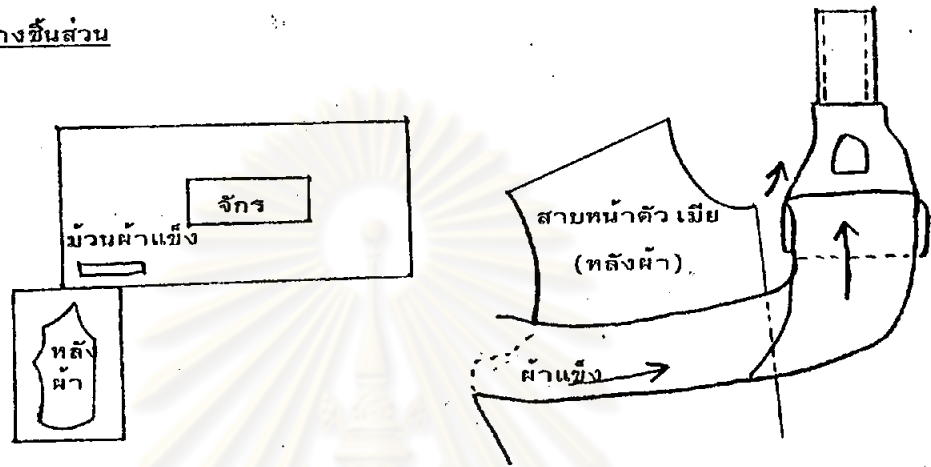 างชิ้นส่วน
จักร
ม้วนผ้าแข็ง
หลัง
ผ้า
สาบหน้าตัวเมีย
(หลังผ้า)
ผ้าแข็ง